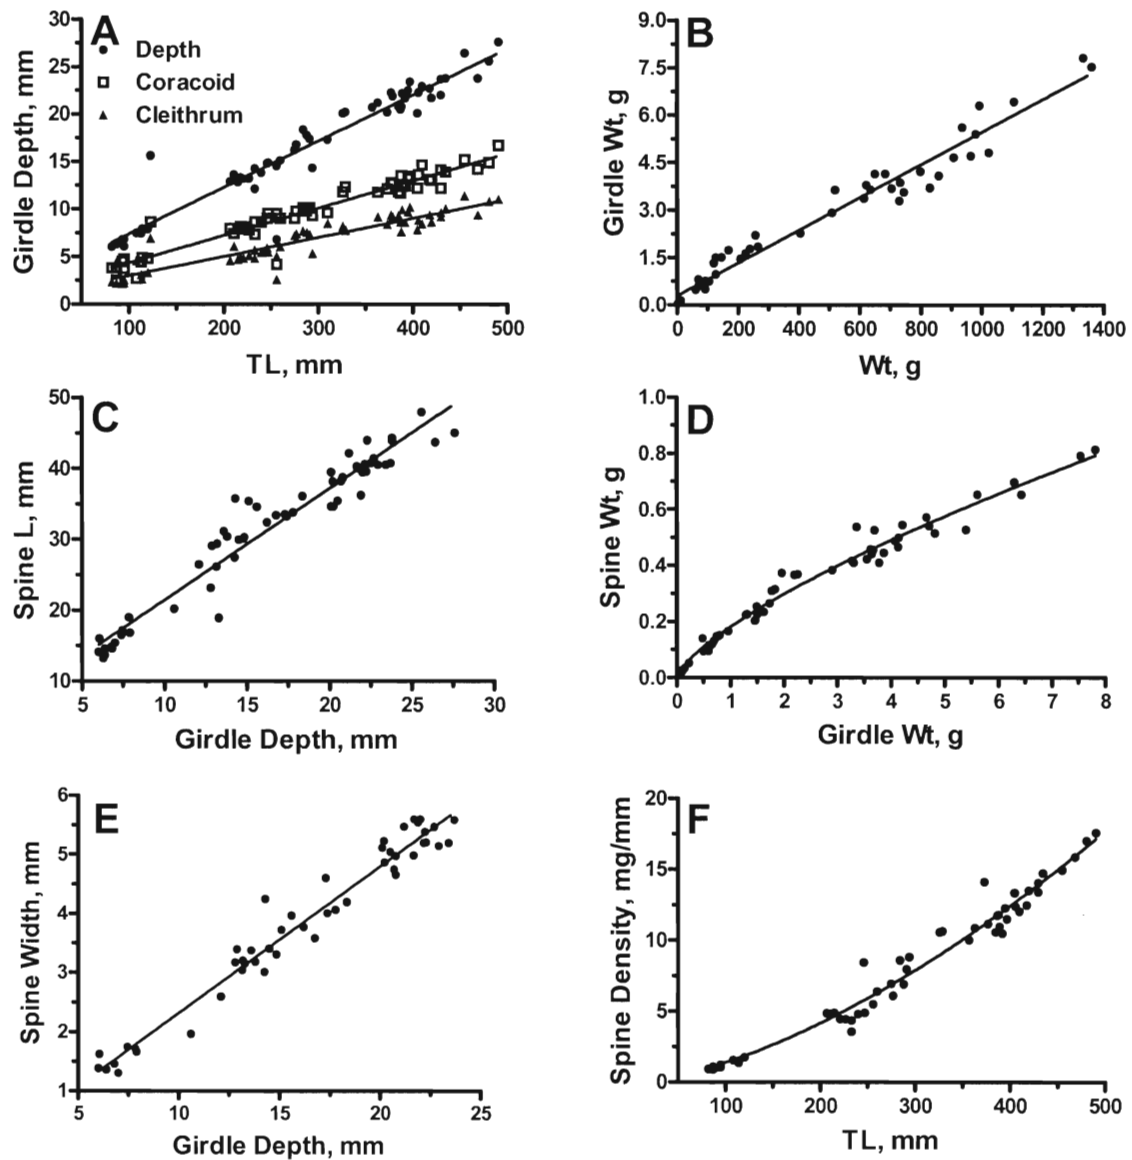 A
Depth
Coracoid
Cleithrum
Girdle Depth, mm
30
25
20
15
10
5
0
100 200 300 400 500
TL, mm
B
Girdle Wt, g
9.0
7.5
6.0
4.5
3.0
1.5
0.0
0 200 400 600 800 1000 1200 1400
Wt, g
C
Spine L, mm
50
40
30
20
10
5 10 15 20 25 30
Girdle Depth, mm
D
Spine Wt, g
1.0
0.8
0.6
0.4
0.2
0.0
0 1 2 3 4 5 6 7 8
Girdle Wt, g
E
Spine Width, mm
6
5
4
3
2
1
5 10 15 20 25
Girdle Depth, mm
F
Spine Density, mg/mm
20
15
10
5
0
100 200 300 400 500
TL, mm